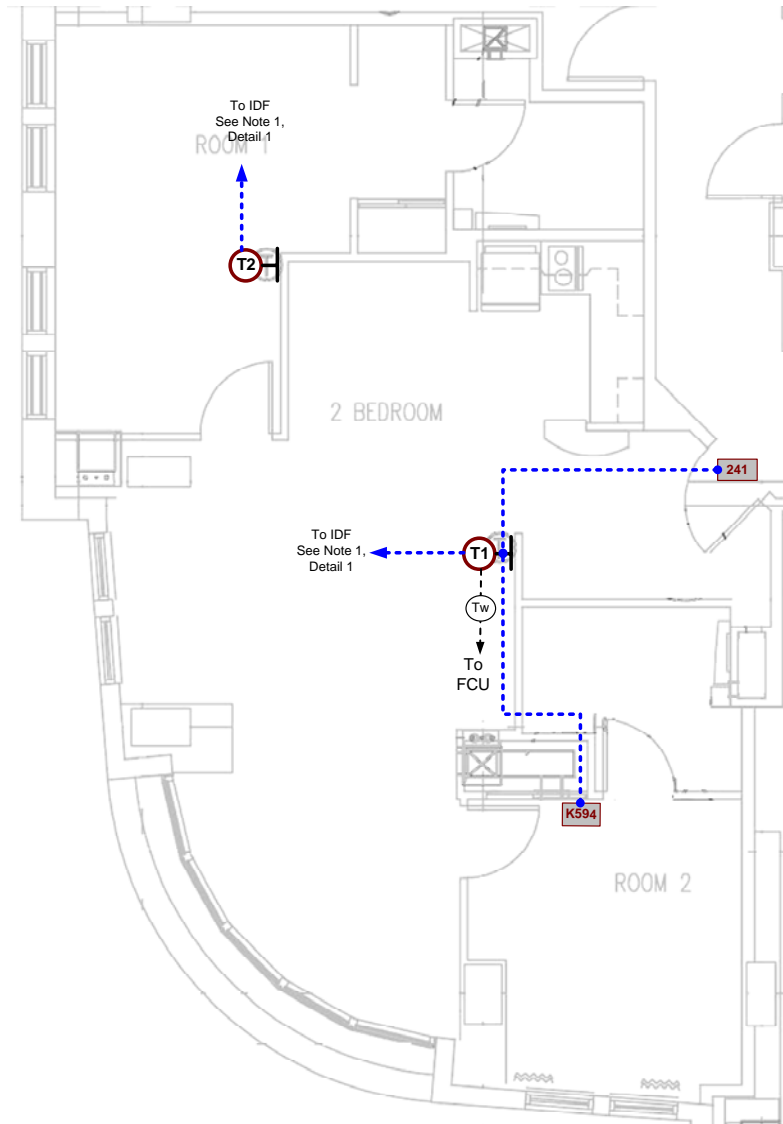 To IDF
See Note 1,
Detail 1
ROOM 1
T2
2 BEDROOM
241
To IDF
See Note 1,
Detail 1
T1
Tw
To
FCU
K594
ROOM 2